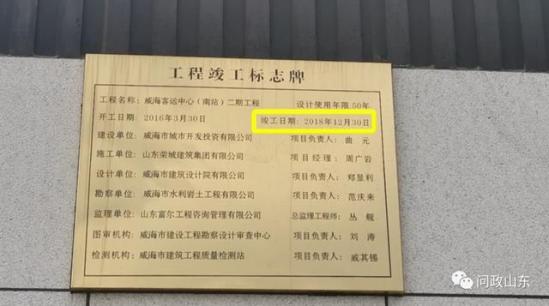 工程竣工标志牌
工程名称：威海客运中心（南站）二期工程 设计使用年限50年
开工日期：2016年3月30日 竣工日期：2018年12月30日
建设单位：威海市城市开发投资有限公司 项目负责人：曲 元
施工单位：山东荣城建筑集团有限公司 项目经理：周广岩
设计单位：威海市建筑设计院有限公司 项目负责人：郑显利
勘察单位：威海市水利岩土工程有限公司 项目负责人：范庆来
监理单位：山东富尔工程咨询管理有限公司 总监理工程师：丛 舰
图审机构：威海市建设工程勘察设计审查中心 项目负责人：刘 涛
检测机构：威海市建筑工程质量检测站 项目负责人：戚其锡
问政山东